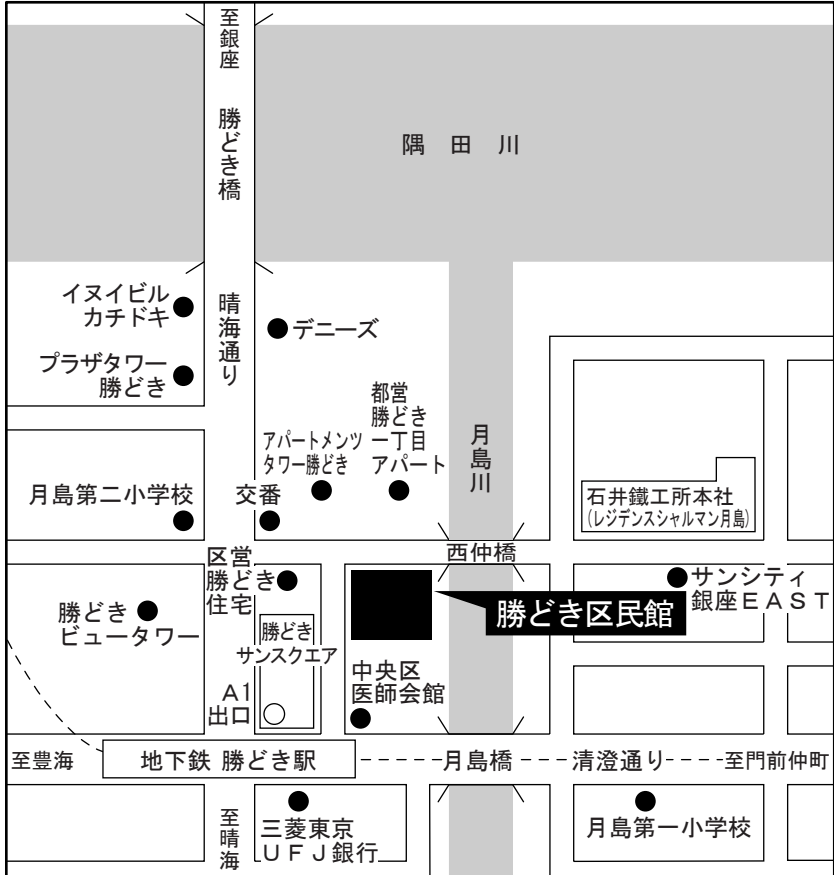 至銀座
勝どき橋
隅田川
イヌイビル
カチドキ
晴海通り
デニーズ
プラザタワー
勝どき
都営
勝どき
一丁目
アパート
アパートメンツ
タワー勝どき
月島川
月島第二小学校
交番
石井鐵工所本社
(レジデンスシャルマン月島)
西仲橋
区営
勝どき
住宅
サンシティ
銀座EAST
勝どき
ビュータワー
勝どき区民館
勝どき
サンスクエア
中央区
医師会館
A1
出口
至豊海
地下鉄 勝どき駅
月島橋
清澄通り
至門前仲町
至晴海
三菱東京
UFJ銀行
月島第一小学校